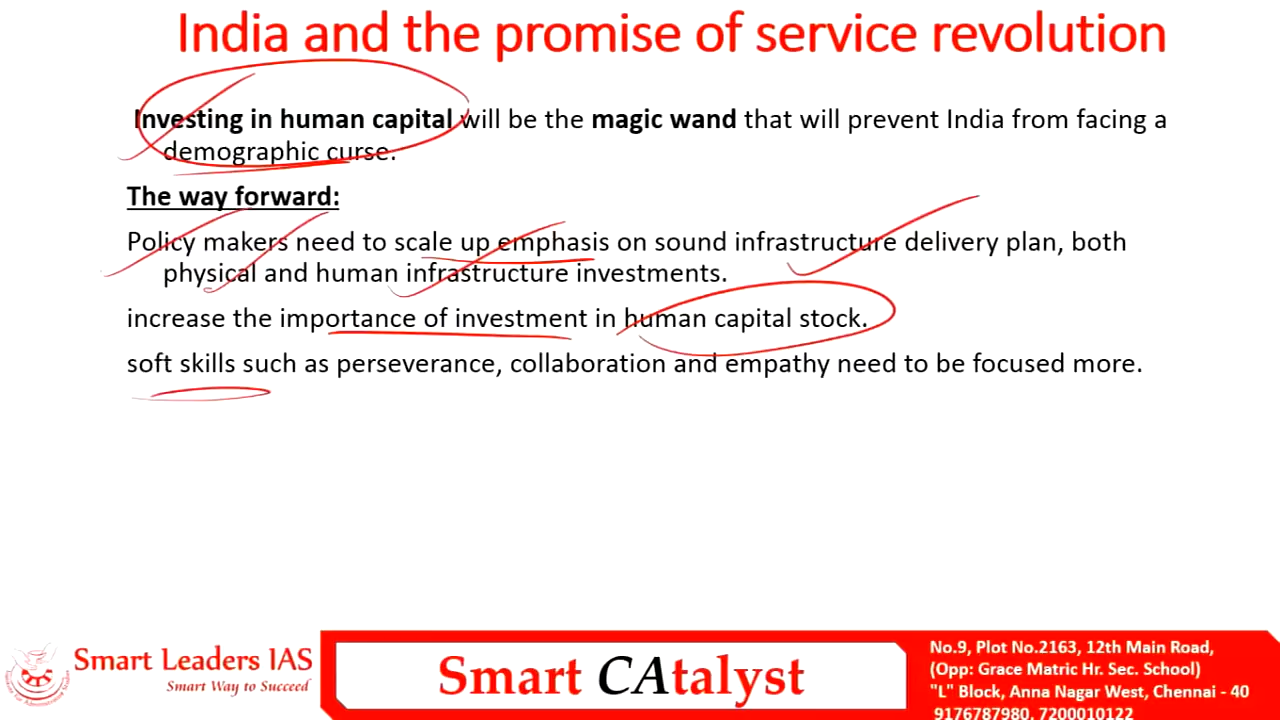 India and the promise of service revolution
Investing in human capital will be the magic wand that will prevent India from facing a
demographic curse.
The way forward:
Policy makers need to scale up emphasis on sound infrastructure delivery plan, both
physical and human infrastructure investments.
increase the importance of investment in human capital stock.
soft skills such as perseverance, collaboration and empathy need to be focused more.
Smart Leaders IAS
Smart Way to Succeed
Smart CAtalyst
No.9, Plot No.2163, 12th Main Road,
(Opp: Grace Matric Hr. Sec. School)
"L" Block, Anna Nagar West, Chennai - 40
9176787980, 7200010122